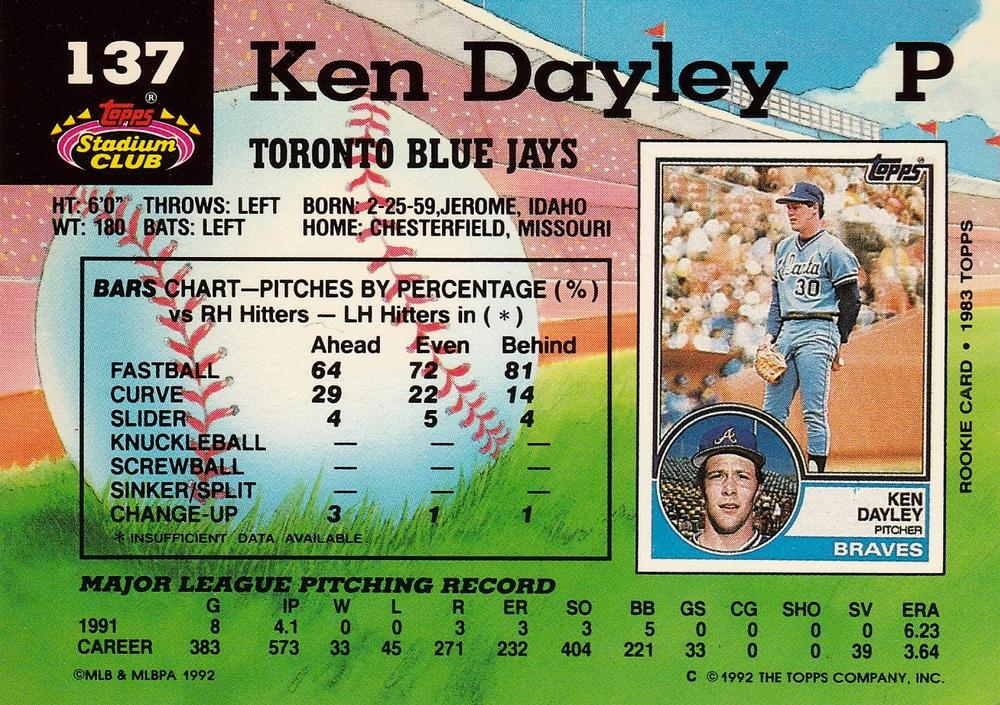 137
Ken Dayley P
Topps ®
Stadium
CLUB
TORONTO BLUE JAYS
HT: 6'0" THROWS: LEFT BORN: 2-25-59, JEROME, IDAHO
WT: 180 BATS: LEFT HOME: CHESTERFIELD, MISSOURI
BARS CHART—PITCHES BY PERCENTAGE (%)
vs RH Hitters — LH Hitters in (*)
Ahead Even Behind
FASTBALL 64 72 81
CURVE 29 22 14
SLIDER 4 5 4
KNUCKLEBALL — — —
SCREWBALL — — —
SINKER/SPLIT — — —
CHANGE-UP 3 1 1
* INSUFFICIENT DATA AVAILABLE
TOPPS
Atlanta
30
A
KEN
DAYLEY
PITCHER
BRAVES
ROOKIE CARD • 1983 TOPPS
MAJOR LEAGUE PITCHING RECORD
G IP W L R ER SO BB GS CG SHO SV ERA
1991 8 4.1 0 0 3 3 3 5 0 0 0 0 6.23
CAREER 383 573 33 45 271 232 404 221 33 0 0 39 3.64
©MLB & MLBPA 1992
C ©1992 THE TOPPS COMPANY, INC.